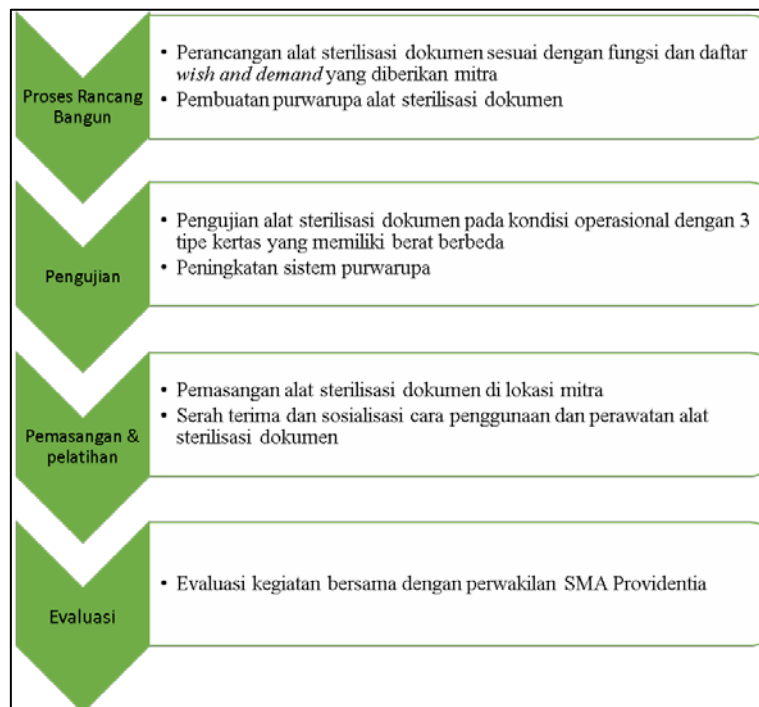 Proses Rancang
Bangun
• Perancangan alat sterilisasi dokumen sesuai dengan fungsi dan daftar
wish and demand yang diberikan mitra
• Pembuatan purwarupa alat sterilisasi dokumen
Pengujian
• Pengujian alat sterilisasi dokumen pada kondisi operasional dengan 3
tipe kertas yang memiliki berat berbeda
• Peningkatan sistem purwarupa
Pemasangan &
pelatihan
• Pemasangan alat sterilisasi dokumen di lokasi mitra
• Serah terima dan sosialisasi cara penggunaan dan perawatan alat
sterilisasi dokumen
Evaluasi
• Evaluasi kegiatan bersama dengan perwakilan SMA Providentia